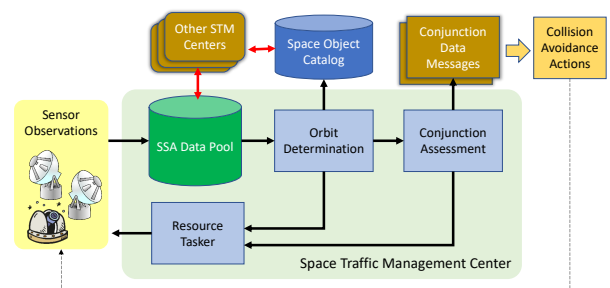 Other STM
Centers
Space Object
Catalog
Conjunction
Data
Messages
Collision
Avoidance
Actions
Sensor
Observations
SSA Data Pool
Orbit
Determination
Conjunction
Assessment
Resource
Tasker
Space Traffic Management Center